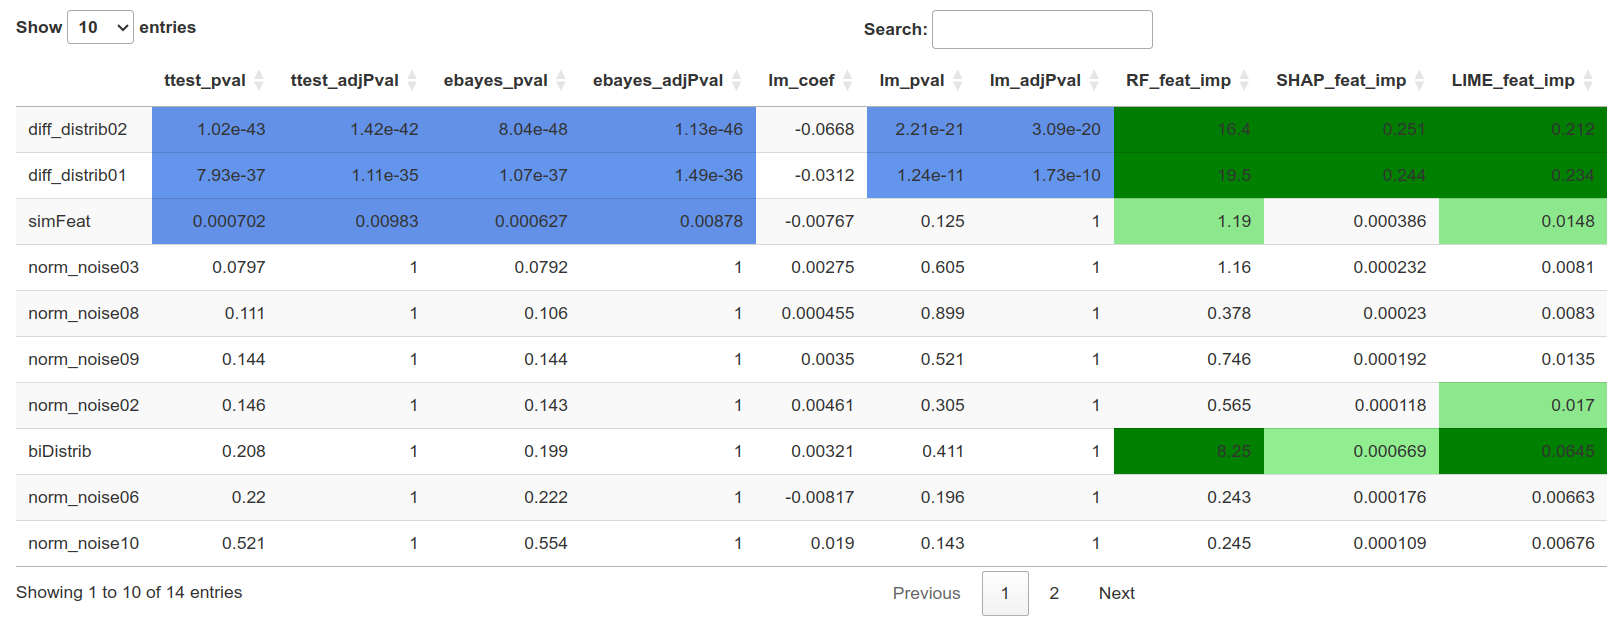 Show 10 entries Search:
ttest_pval ttest_adjPval ebayes_pval ebayes_adjPval lm_coef lm_pval lm_adjPval RF_feat_imp SHAP_feat_imp LIME_feat_imp
diff_distrib02 1.02e-43 1.42e-42 8.04e-48 1.13e-46 -0.0668 2.21e-21 3.09e-20 16.4 0.251 0.212
diff_distrib01 7.93e-37 1.11e-35 1.07e-37 1.49e-36 -0.0312 1.24e-11 1.73e-10 19.5 0.244 0.234
simFeat 0.000702 0.00983 0.000627 0.00878 -0.00767 0.125 1 1.19 0.000386 0.0148
norm_noise03 0.0797 1 0.0792 1 0.00275 0.605 1 1.16 0.000232 0.0081
norm_noise08 0.111 1 0.106 1 0.000455 0.899 1 0.378 0.00023 0.0083
norm_noise09 0.144 1 0.144 1 0.0035 0.521 1 0.746 0.000192 0.0135
norm_noise02 0.146 1 0.143 1 0.00461 0.305 1 0.565 0.000118 0.017
biDistrib 0.208 1 0.199 1 0.00321 0.411 1 8.25 0.000669 0.0645
norm_noise06 0.22 1 0.222 1 -0.00817 0.196 1 0.243 0.000176 0.00663
norm_noise10 0.521 1 0.554 1 0.019 0.143 1 0.245 0.000109 0.00676
Showing 1 to 10 of 14 entries Previous 1 2 Next